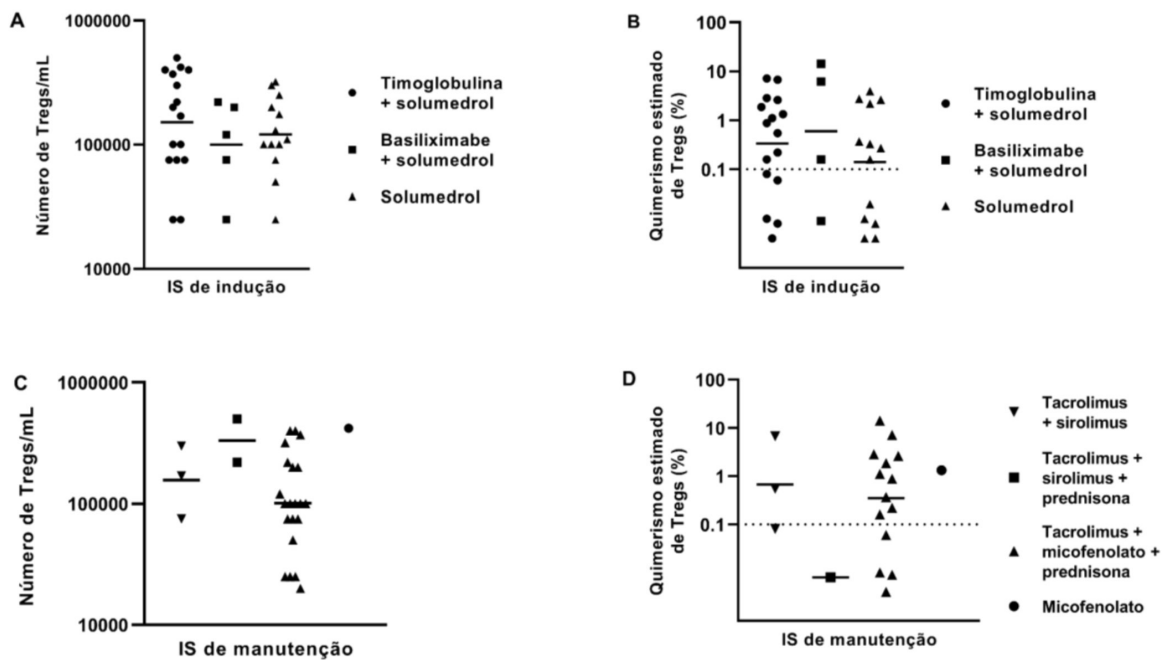 A
Número de Tregs/mL
1000000
100000
10000
IS de indução
Timoglobulina
+ solumedrol
Basiliximabe
+ solumedrol
Solumedrol
B
Quimerismo estimado
de Tregs (%)
100
10
1
0.1
IS de indução
Timoglobulina
+ solumedrol
Basiliximabe
+ solumedrol
Solumedrol
C
Número de Tregs/mL
1000000
100000
10000
IS de manutenção
D
Quimerismo estimado
de Tregs (%)
100
10
1
0.1
IS de manutenção
Tacrolimus
+ sirolimus
Tacrolimus +
sirolimus +
prednisona
Tacrolimus +
micofenolato +
prednisona
Micofenolato